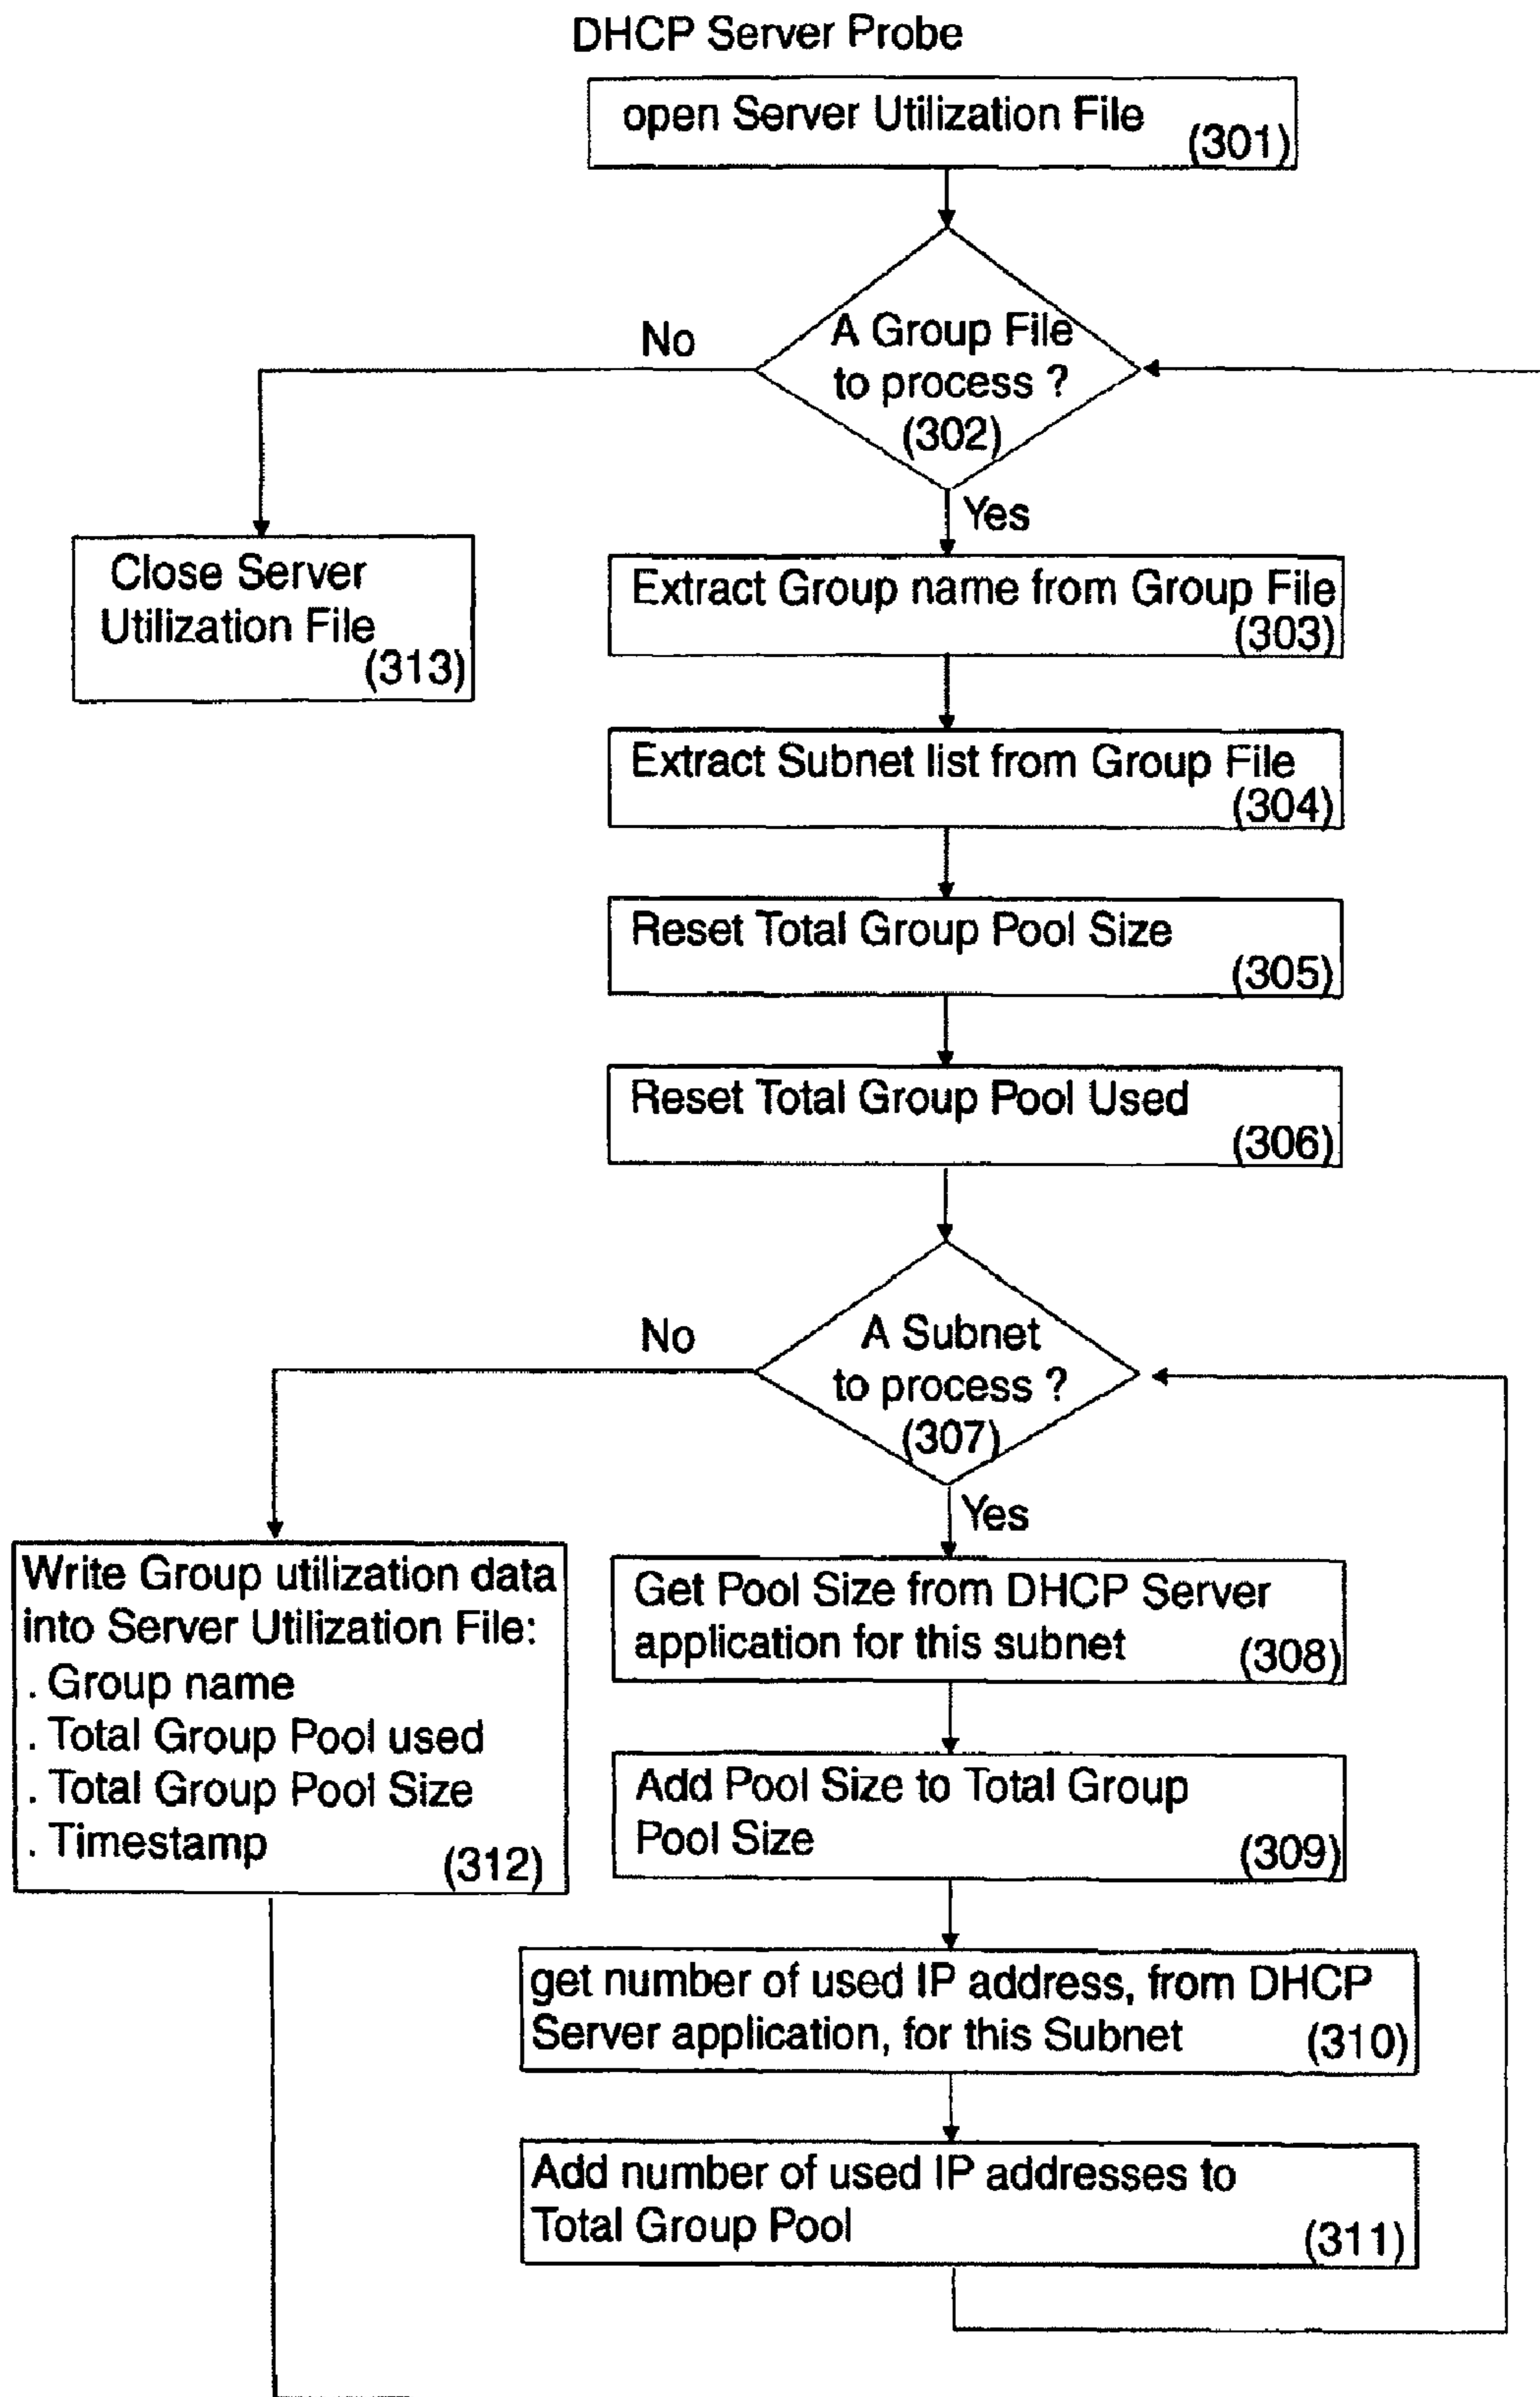 DHCP Server Probe
open Server Utilization File
(301)
A Group File
to process ?
(302)
No
Yes
Close Server
Utilization File
(313)
Extract Group name from Group File
(303)
Extract Subnet list from Group File
(304)
Reset Total Group Pool Size
(305)
Reset Total Group Pool Used
(306)
A Subnet
to process ?
(307)
No
Yes
Write Group utilization data
into Server Utilization File:
. Group name
. Total Group Pool used
. Total Group Pool Size
. Timestamp
(312)
Get Pool Size from DHCP Server
application for this subnet
(308)
Add Pool Size to Total Group
Pool Size
(309)
get number of used IP address, from DHCP
Server application, for this Subnet
(310)
Add number of used IP addresses to
Total Group Pool
(311)